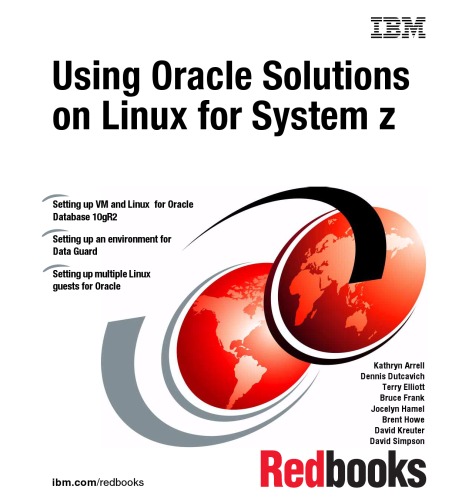 IBM
Using Oracle Solutions
on Linux for System z
Setting up VM and Linux for Oracle
Database 10gR2
Setting up an environment for
Data Guard
Setting up multiple Linux
guests for Oracle
Kathryn Arrell
Dennis Dutcavich
Terry Elliott
Bruce Frank
Jocelyn Hamel
Brent Howe
David Kreuter
David Simpson
ibm.com/redbooks
Redbooks